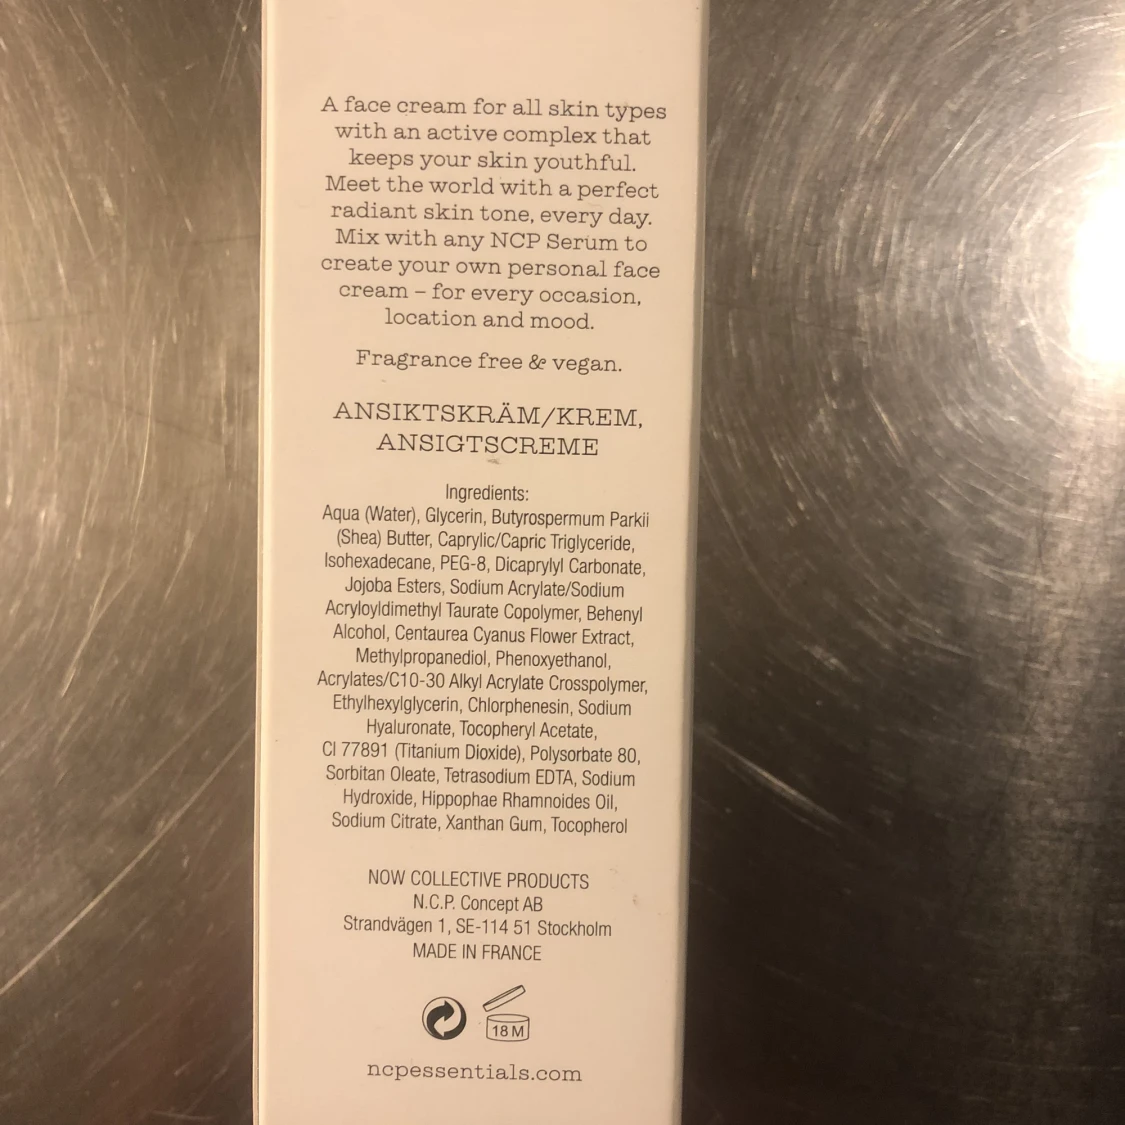 A face cream for all skin types
with an active complex that
keeps your skin youthful.
Meet the world with a perfect
radiant skin tone, every day.
Mix with any NCP Serum to
create your own personal face
cream – for every occasion,
location and mood.
Fragrance free & vegan.
ANSIKTSKRÄM/KREM,
ANSIGTSCREME
Ingredients:
Aqua (Water), Glycerin, Butyrospermum Parkii
(Shea) Butter, Caprylic/Capric Triglyceride,
Isohexadecane, PEG-8, Dicaprylyl Carbonate,
Jojoba Esters, Sodium Acrylate/Sodium
Acryloyldimethyl Taurate Copolymer, Behenyl
Alcohol, Centaurea Cyanus Flower Extract,
Methylpropanediol, Phenoxyethanol,
Acrylates/C10-30 Alkyl Acrylate Crosspolymer,
Ethylhexylglycerin, Chlorphenesin, Sodium
Hyaluronate, Tocopheryl Acetate,
CI 77891 (Titanium Dioxide), Polysorbate 80,
Sorbitan Oleate, Tetrasodium EDTA, Sodium
Hydroxide, Hippophae Rhamnoides Oil,
Sodium Citrate, Xanthan Gum, Tocopherol
NOW COLLECTIVE PRODUCTS
N.C.P. Concept AB
Strandvägen 1, SE-114 51 Stockholm
MADE IN FRANCE
18 M
ncpessentials.com